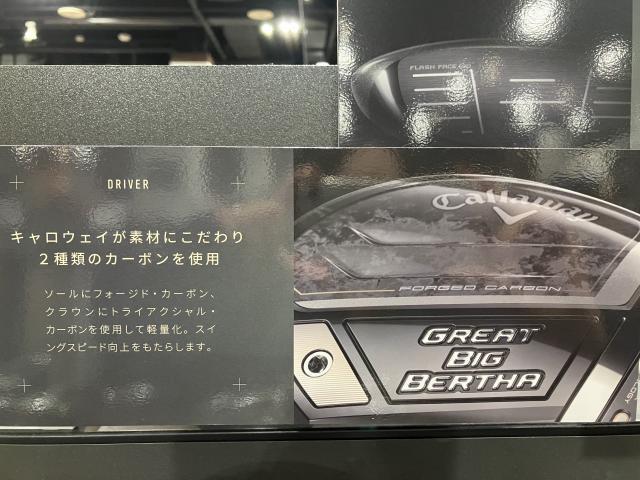 FLASH FACE
DRIVER
キャロウェイが素材にこだわり
２種類のカーボンを使用
ソールにフォージド・カーボン、
クラウンにトライアクシャル・
カーボンを使用して軽量化。スイ
ングスピード向上をもたらします。
Callaway
FORGED CARBON
GREAT
BIG
BERTHA